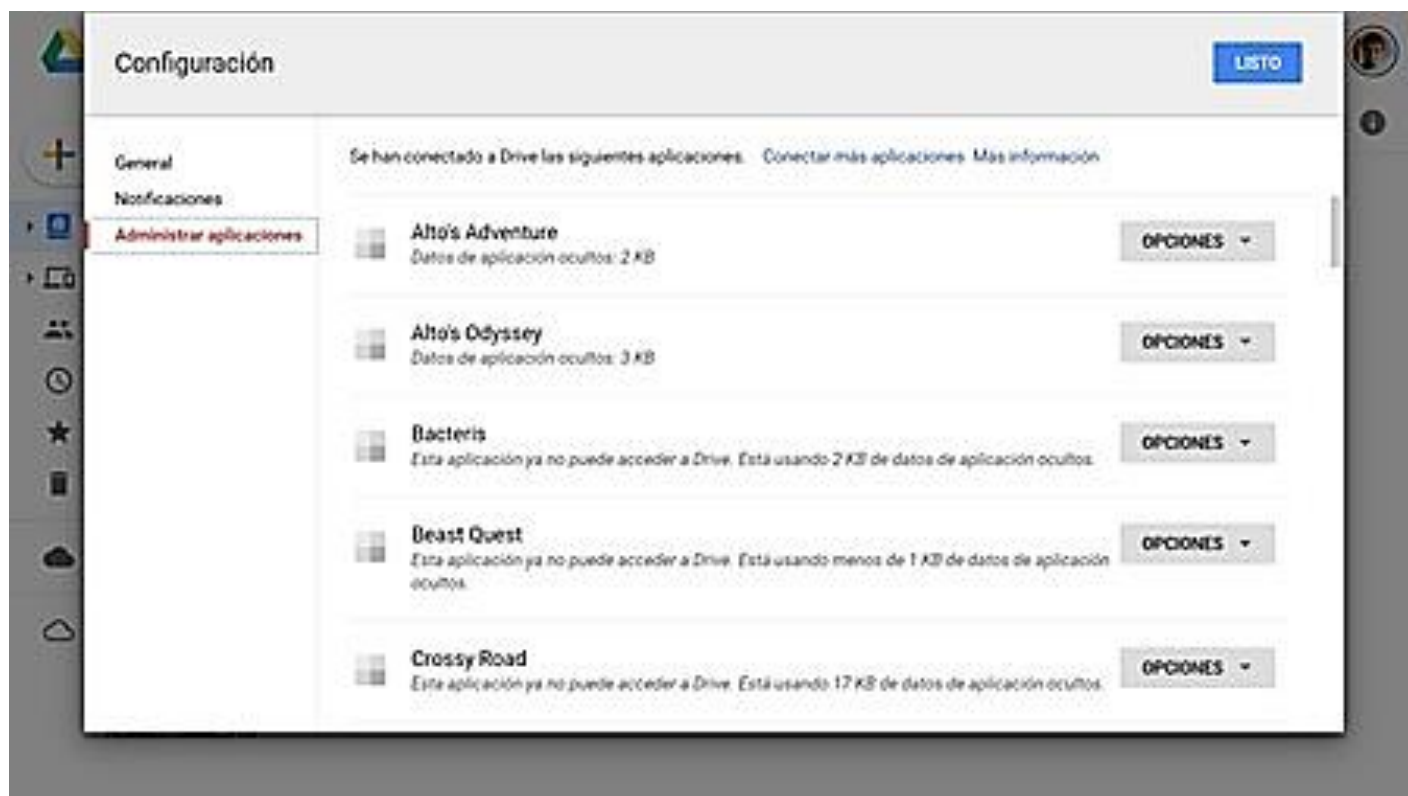 Configuración
LISTO
General
Notificaciones
Administrar aplicaciones
Se han conectado a Drive las siguientes aplicaciones. Conectar más aplicaciones Más información
Alto's Adventure
Datos de aplicación ocultos: 2 KB
OPCIONES
Alto's Odyssey
Datos de aplicación ocultos: 3 KB
OPCIONES
Bacteris
Esta aplicación ya no puede acceder a Drive. Está usando 2 KB de datos de aplicación ocultos.
OPCIONES
Beast Quest
Esta aplicación ya no puede acceder a Drive. Está usando menos de 1 KB de datos de aplicación
ocultos.
OPCIONES
Crossy Road
Esta aplicación ya no puede acceder a Drive. Está usando 17 KB de datos de aplicación ocultos.
OPCIONES